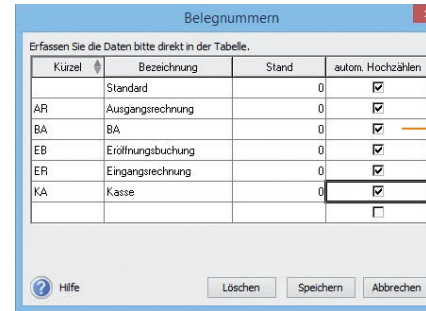 Belegnummern
Erfassen Sie die Daten bitte direkt in der Tabelle.
Kürzel Bezeichnung Stand autom. Hochzählen
Standard 0
AR Ausgangsrechnung 0
BA BA 0
EB Eröffnungsbuchung 0
ER Eingangsrechnung 0
KA Kasse 0
? Hilfe Löschen Speichern Abbrechen